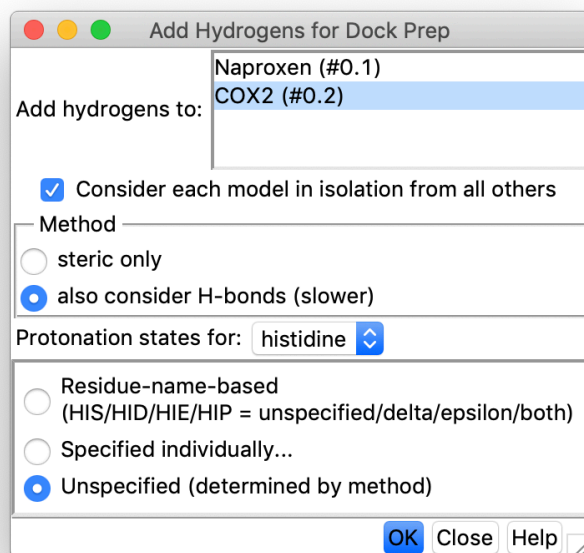 Add Hydrogens for Dock Prep
Naproxen (#0.1)
Add hydrogens to:
COX2 (#0.2)
Consider each model in isolation from all others
Method
steric only
also consider H-bonds (slower)
Protonation states for: histidine
Residue-name-based
(HIS/HID/HIE/HIP = unspecified/delta/epsilon/both)
Specified individually...
Unspecified (determined by method)
OK Close Help